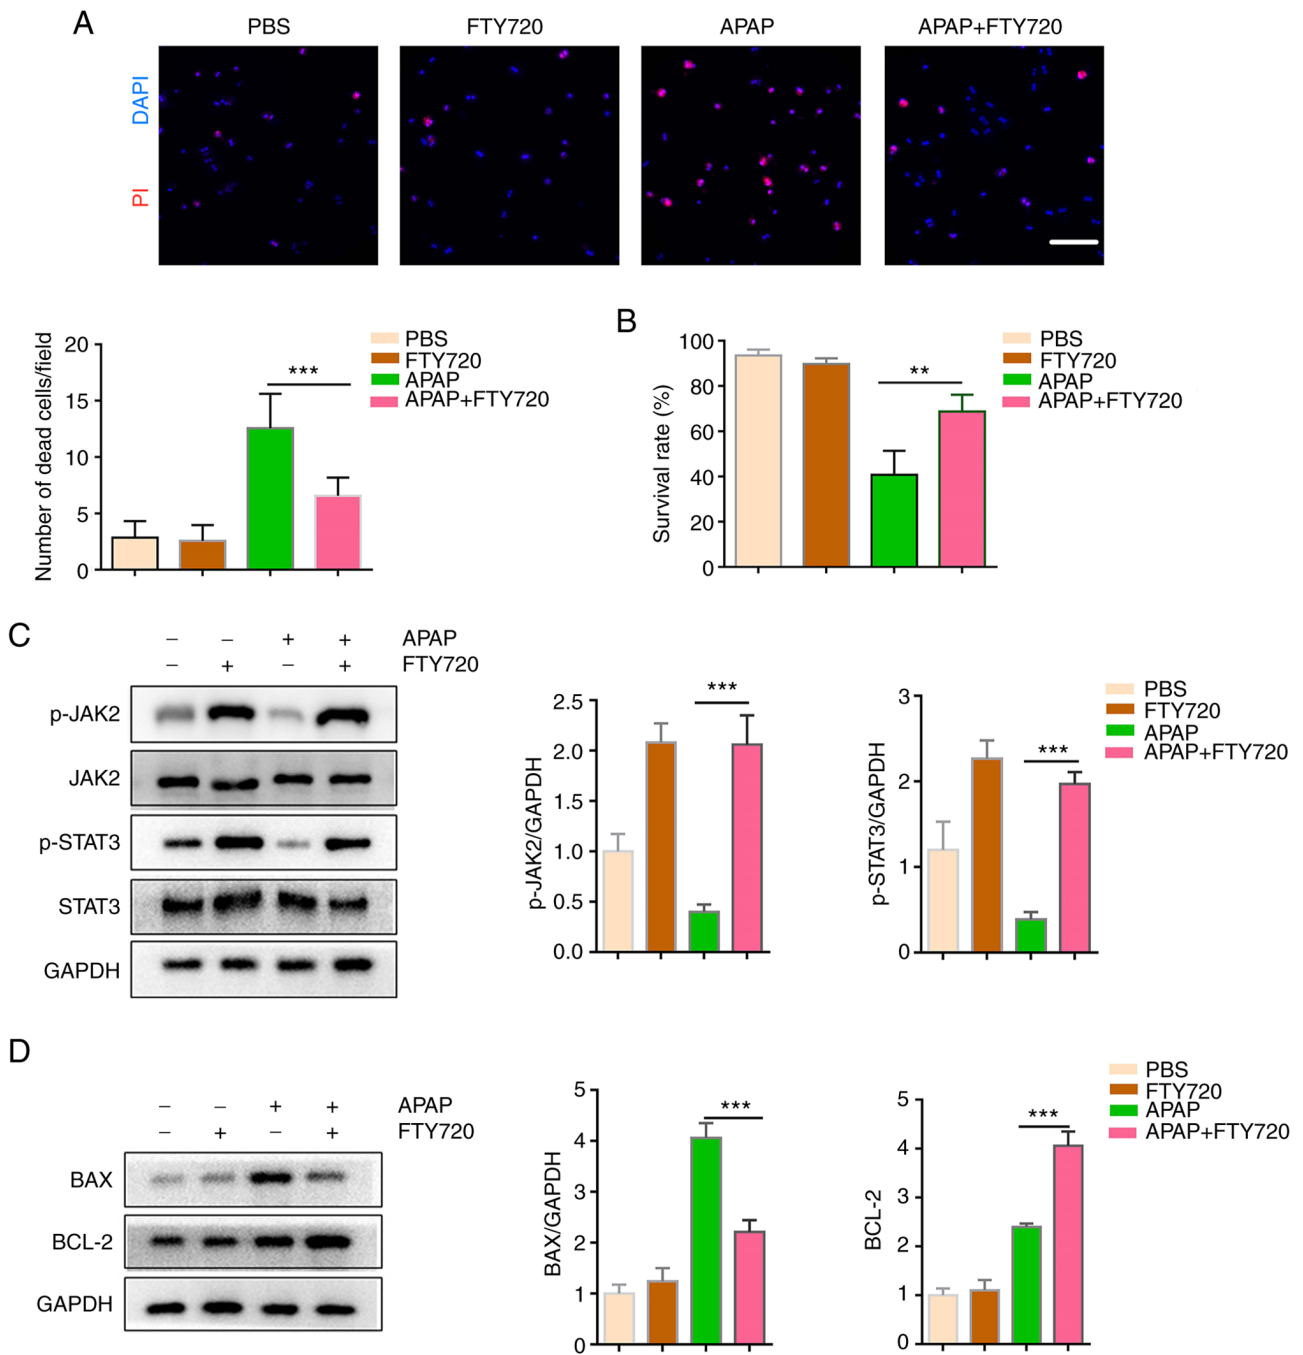 A
PBS
FTY720
APAP
APAP+FTY720
DAPI
PI
Number of dead cells/field
20
15
10
5
0
***
PBS
FTY720
APAP
APAP+FTY720
B
Survival rate (%)
100
80
60
40
20
0
**
PBS
FTY720
APAP
APAP+FTY720
C
– – + + APAP
– + – + FTY720
p-JAK2
JAK2
p-STAT3
STAT3
GAPDH
p-JAK2/GAPDH
2.5
2.0
1.5
1.0
0.5
0.0
***
p-STAT3/GAPDH
3
2
1
0
***
PBS
FTY720
APAP
APAP+FTY720
D
– – + + APAP
– + – + FTY720
BAX
BCL-2
GAPDH
BAX/GAPDH
5
4
3
2
1
0
***
BCL-2
5
4
3
2
1
0
***
PBS
FTY720
APAP
APAP+FTY720